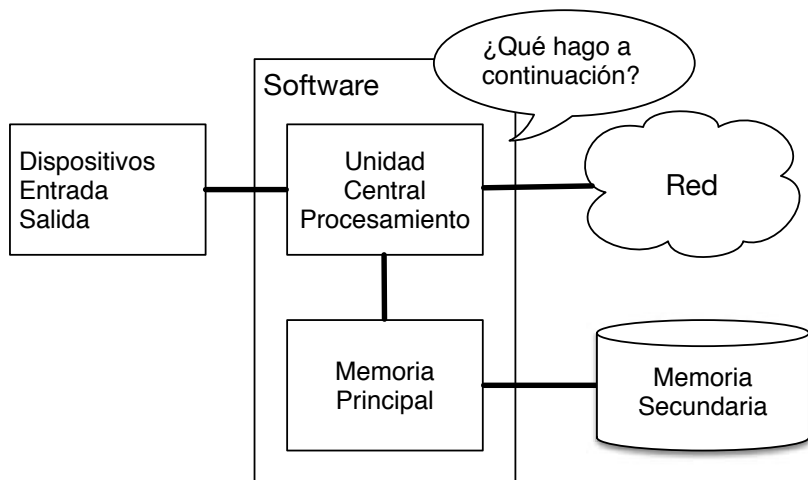 ¿Qué hago a
continuación?
Software
Dispositivos
Entrada
Salida
Unidad
Central
Procesamiento
Red
Memoria
Principal
Memoria
Secundaria